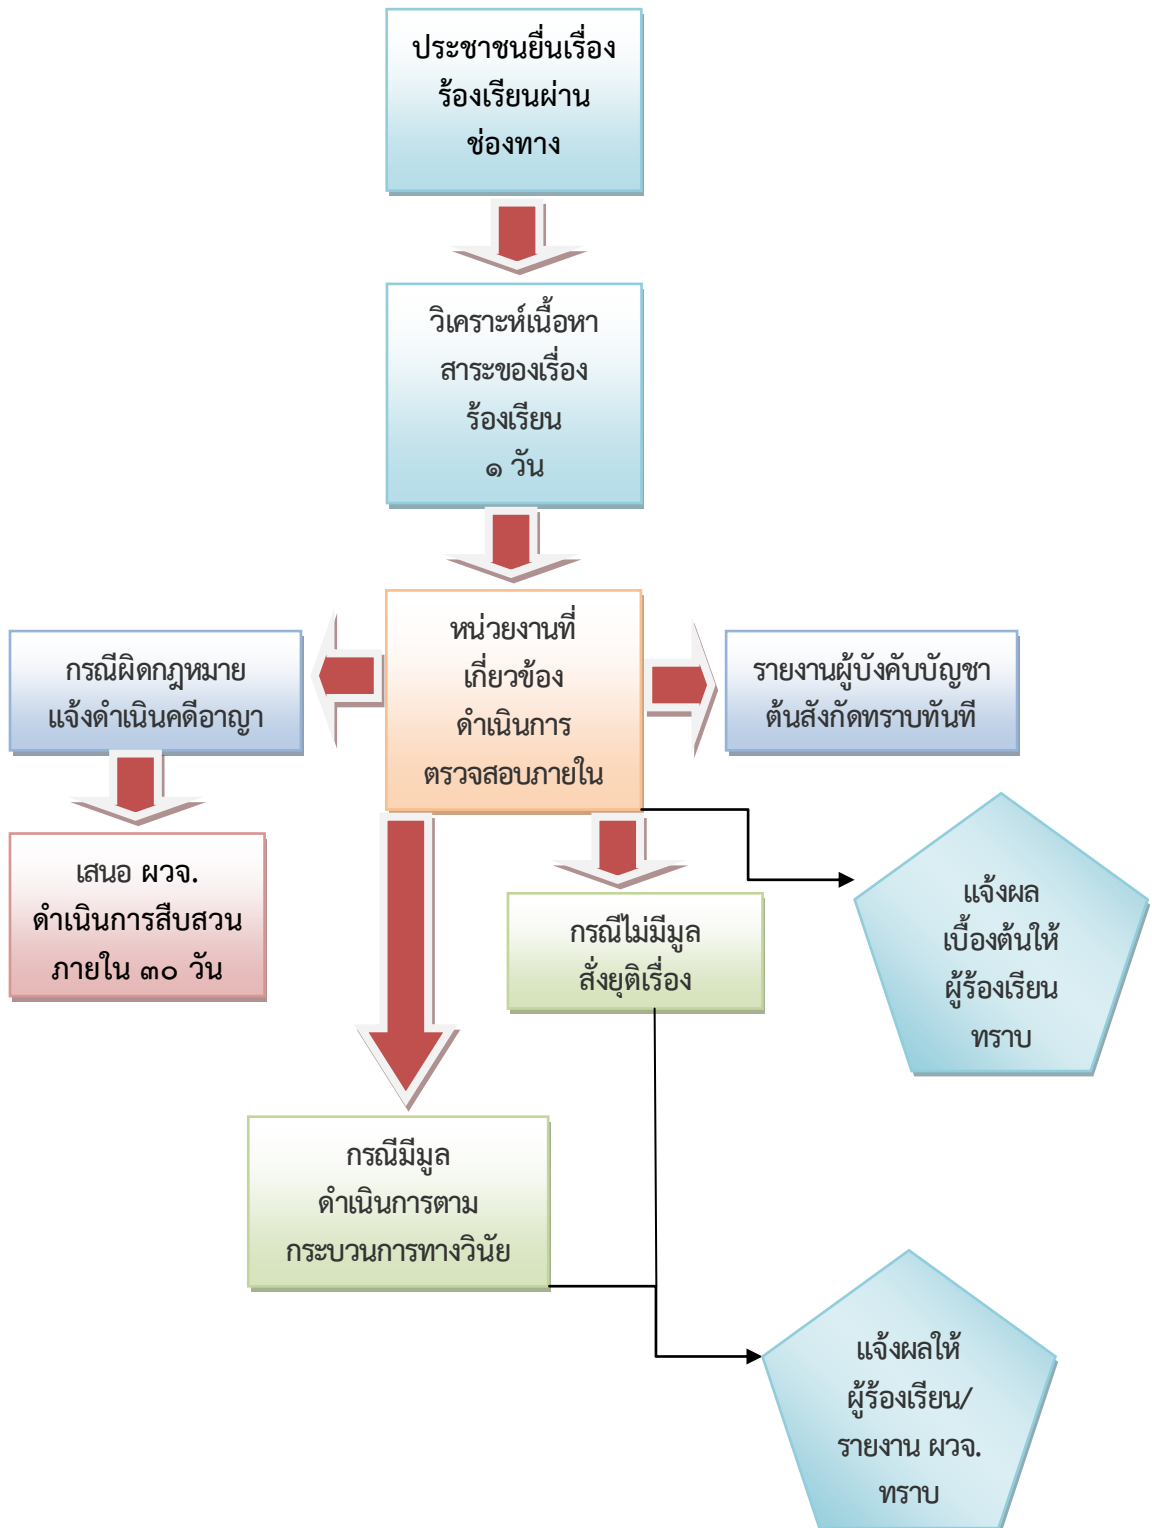 ประชาชนยื่นเรื่อง
ร้องเรียนผ่าน
ช่องทาง
วิเคราะห์เนื้อหา
สาระของเรื่อง
ร้องเรียน
๑ วัน
หน่วยงานที่
เกี่ยวข้อง
ดำเนินการ
ตรวจสอบภายใน
กรณีผิดกฎหมาย
แจ้งดำเนินคดีอาญา
รายงานผู้บังคับบัญชา
ต้นสังกัดทราบทันที
เสนอ ผวจ.
ดำเนินการสืบสวน
ภายใน ๓๐ วัน
กรณีไม่มีมูล
สั่งยุติเรื่อง
แจ้งผล
เบื้องต้นให้
ผู้ร้องเรียน
ทราบ
กรณีมีมูล
ดำเนินการตาม
กระบวนการทางวินัย
แจ้งผลให้
ผู้ร้องเรียน/
รายงาน ผวจ.
ทราบ